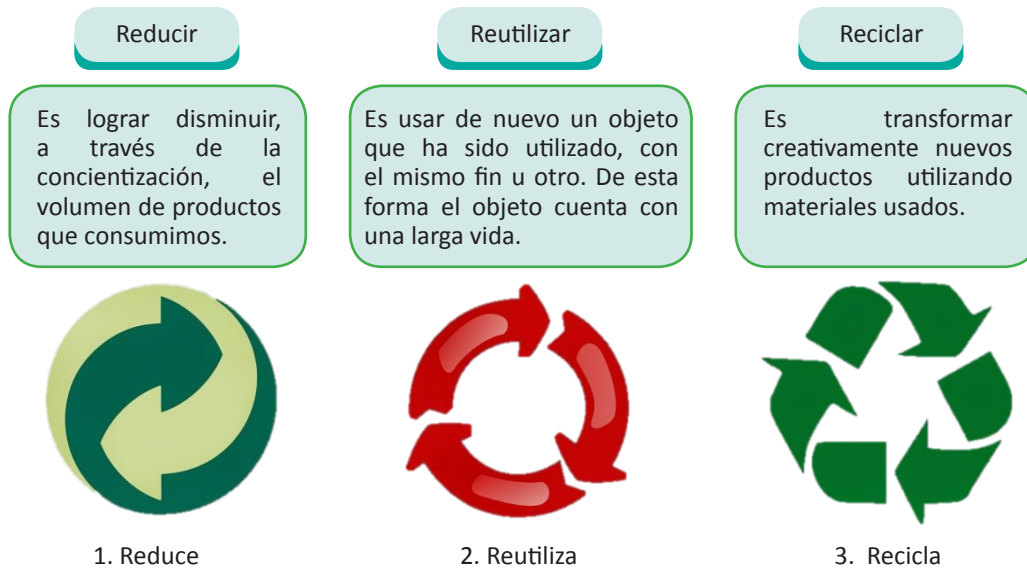 Reducir
Es lograr disminuir,
a través de la
concientización, el
volumen de productos
que consumimos.
Reutilizar
Es usar de nuevo un objeto
que ha sido utilizado, con
el mismo fin u otro. De esta
forma el objeto cuenta con
una larga vida.
Reciclar
Es transformar
creativamente nuevos
productos utilizando
materiales usados.
1. Reduce
2. Reutiliza
3. Recicla